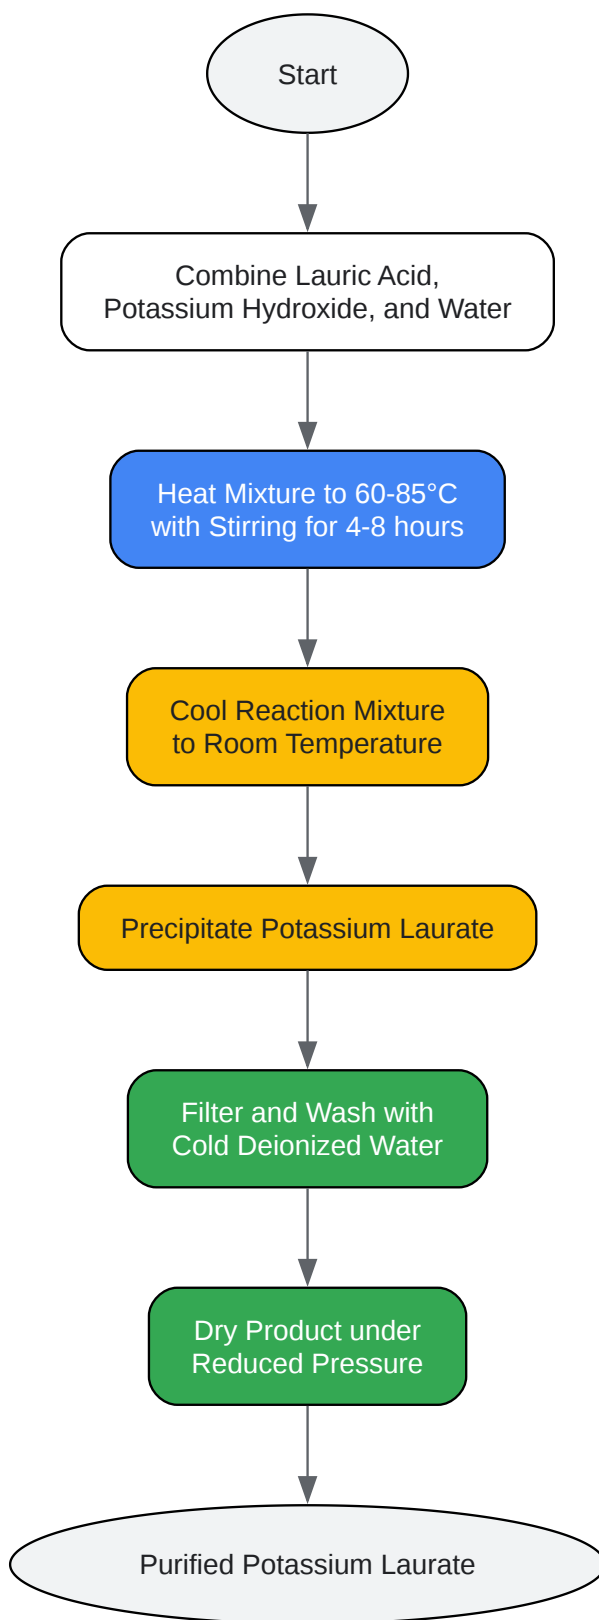 Start
Combine Lauric Acid,
Potassium Hydroxide, and Water
Heat Mixture to 60-85°C
with Stirring for 4-8 hours
Cool Reaction Mixture
to Room Temperature
Precipitate Potassium Laurate
Filter and Wash with
Cold Deionized Water
Dry Product under
Reduced Pressure
Purified Potassium Laurate